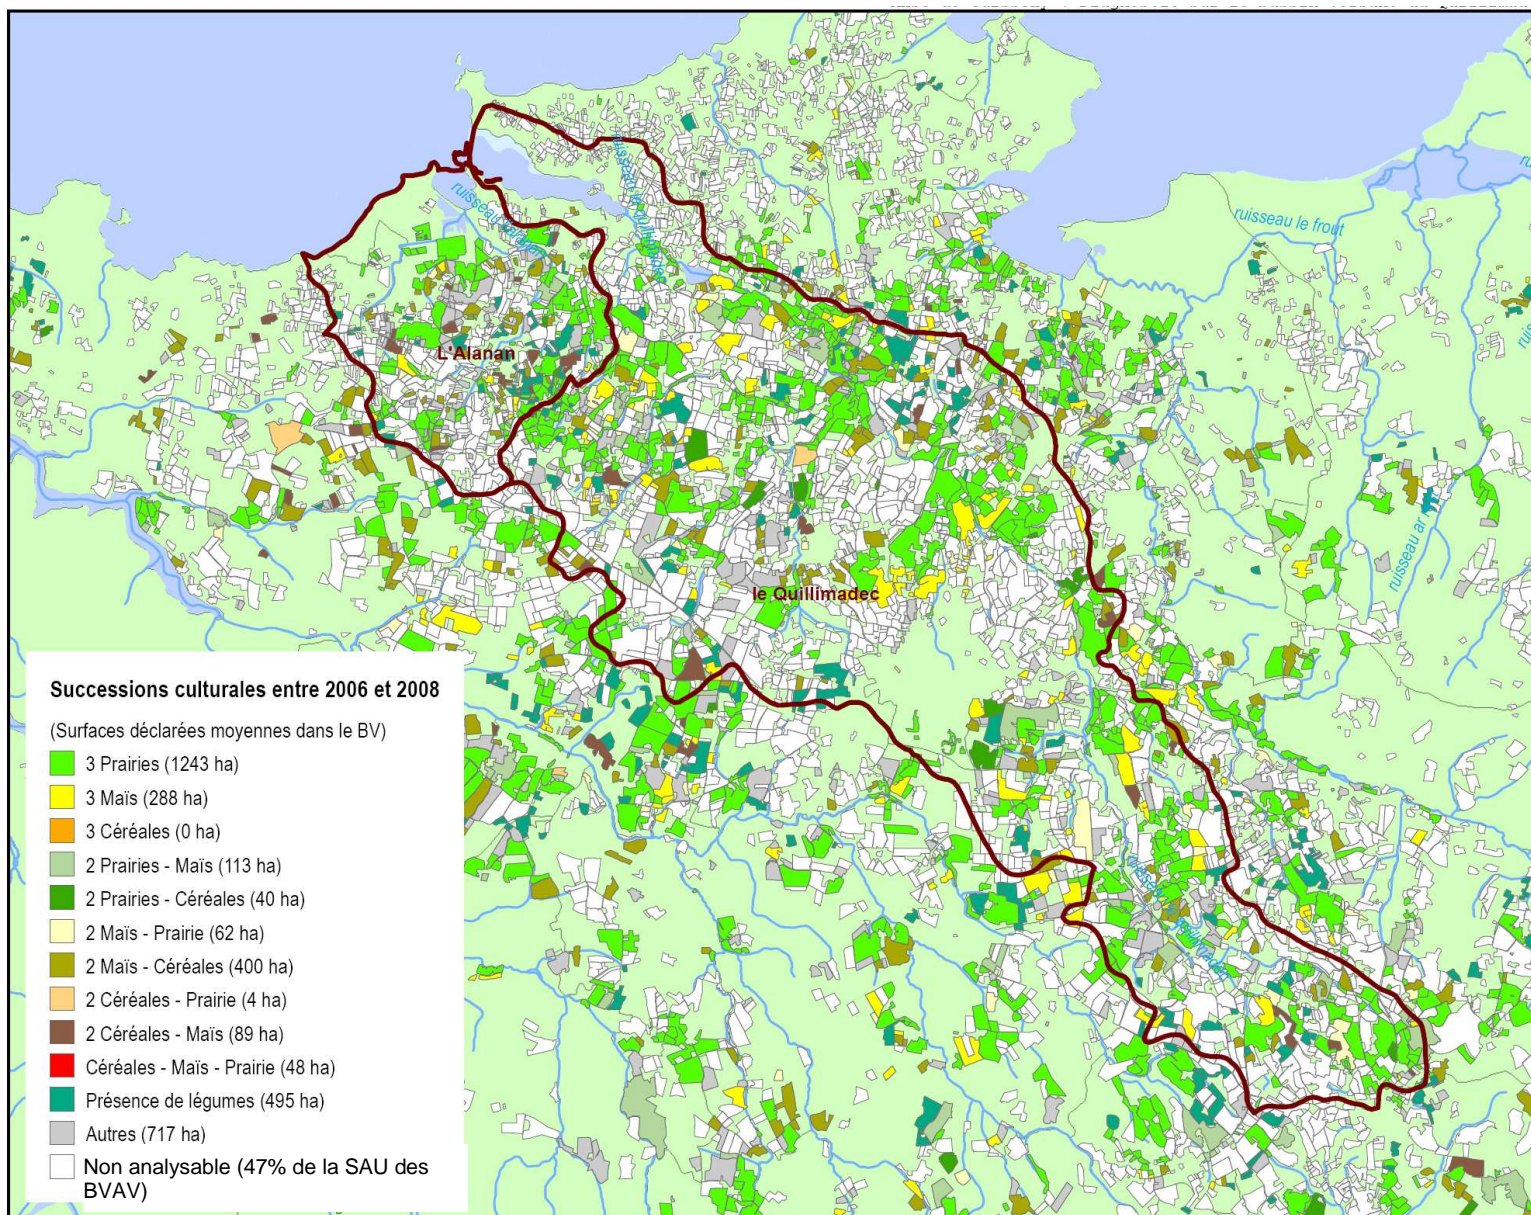 ruisseau le frout
L'Alanan
le Quillimadec
ruisseau ar
Successions culturales entre 2006 et 2008
(Surfaces déclarées moyennes dans le BV)
3 Prairies (1243 ha)
3 Maïs (288 ha)
3 Céréales (0 ha)
2 Prairies - Maïs (113 ha)
2 Prairies - Céréales (40 ha)
2 Maïs - Prairie (62 ha)
2 Maïs - Céréales (400 ha)
2 Céréales - Prairie (4 ha)
2 Céréales - Maïs (89 ha)
Céréales - Maïs - Prairie (48 ha)
Présence de légumes (495 ha)
Autres (717 ha)
Non analysable (47% de la SAU des
BVAV)